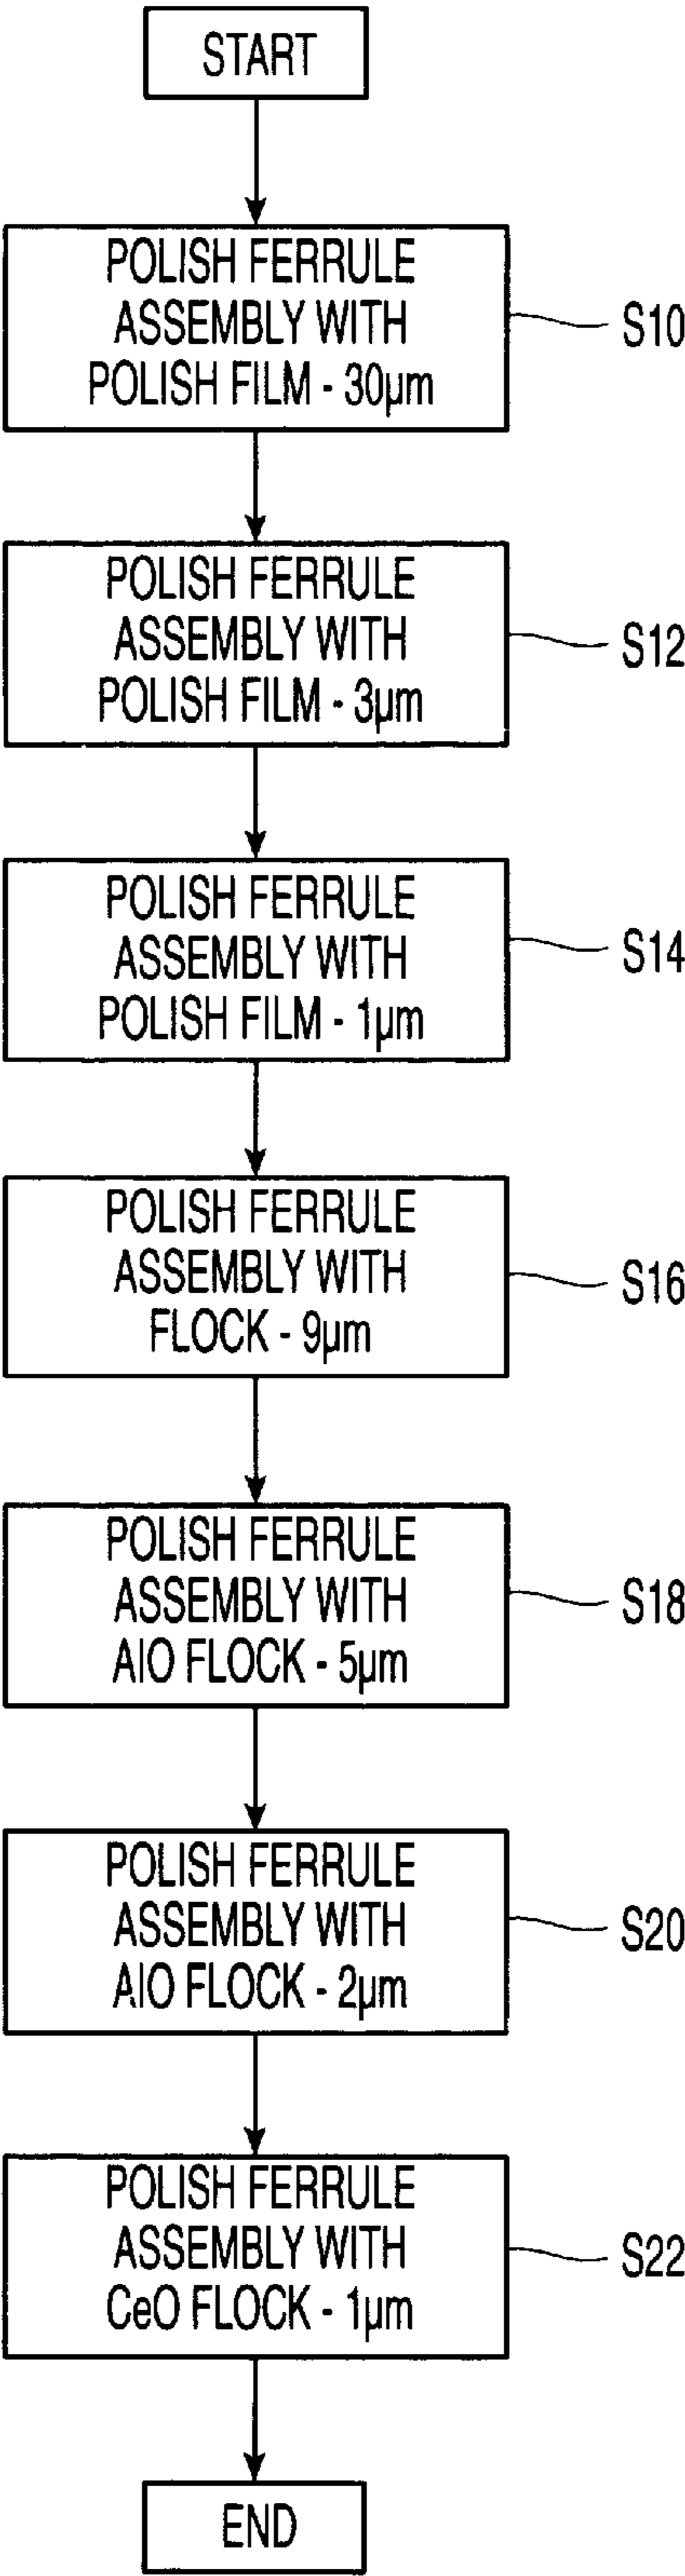 START
POLISH FERRULE
ASSEMBLY WITH
POLISH FILM - 30µm
S10
POLISH FERRULE
ASSEMBLY WITH
POLISH FILM - 3µm
S12
POLISH FERRULE
ASSEMBLY WITH
POLISH FILM - 1µm
S14
POLISH FERRULE
ASSEMBLY WITH
FLOCK - 9µm
S16
POLISH FERRULE
ASSEMBLY WITH
AlO FLOCK - 5µm
S18
POLISH FERRULE
ASSEMBLY WITH
AlO FLOCK - 2µm
S20
POLISH FERRULE
ASSEMBLY WITH
CeO FLOCK - 1µm
S22
END